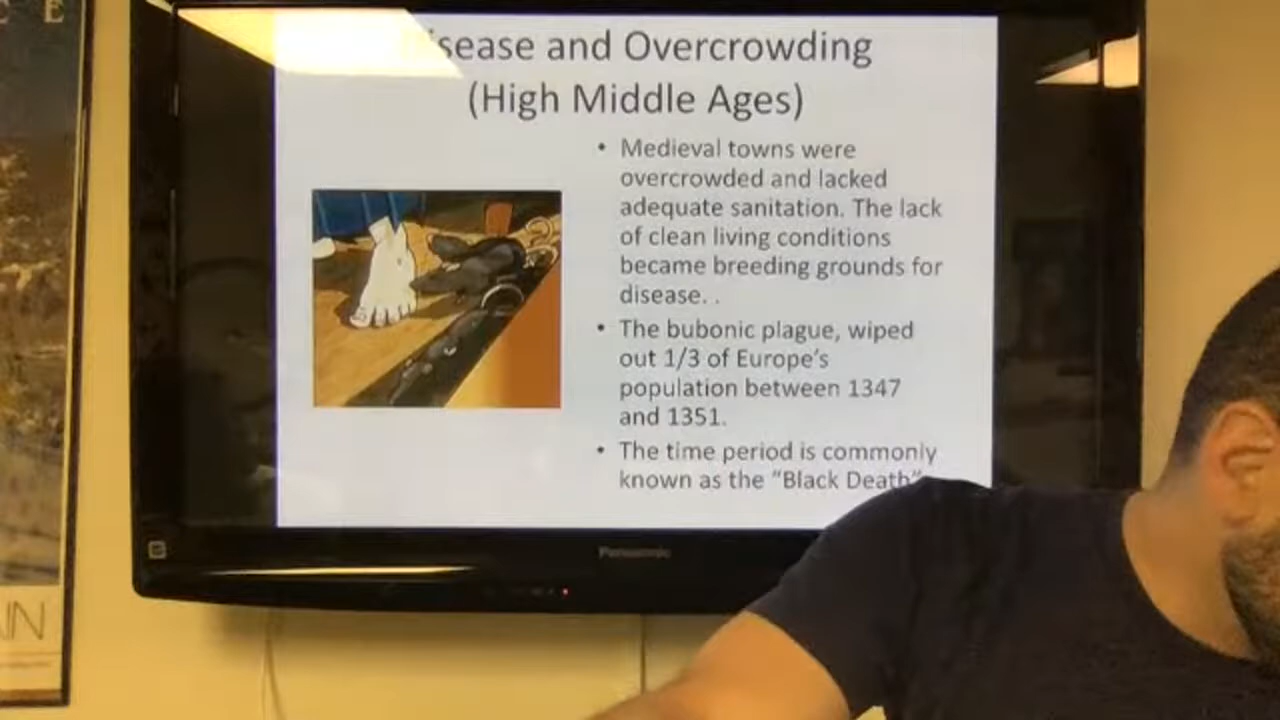 C E
isease and Overcrowding
(High Middle Ages)
• Medieval towns were
overcrowded and lacked
adequate sanitation. The lack
of clean living conditions
became breeding grounds for
disease. .
• The bubonic plague, wiped
out 1/3 of Europe's
population between 1347
and 1351.
• The time period is commonly
known as the “Black Death”
Panasonic